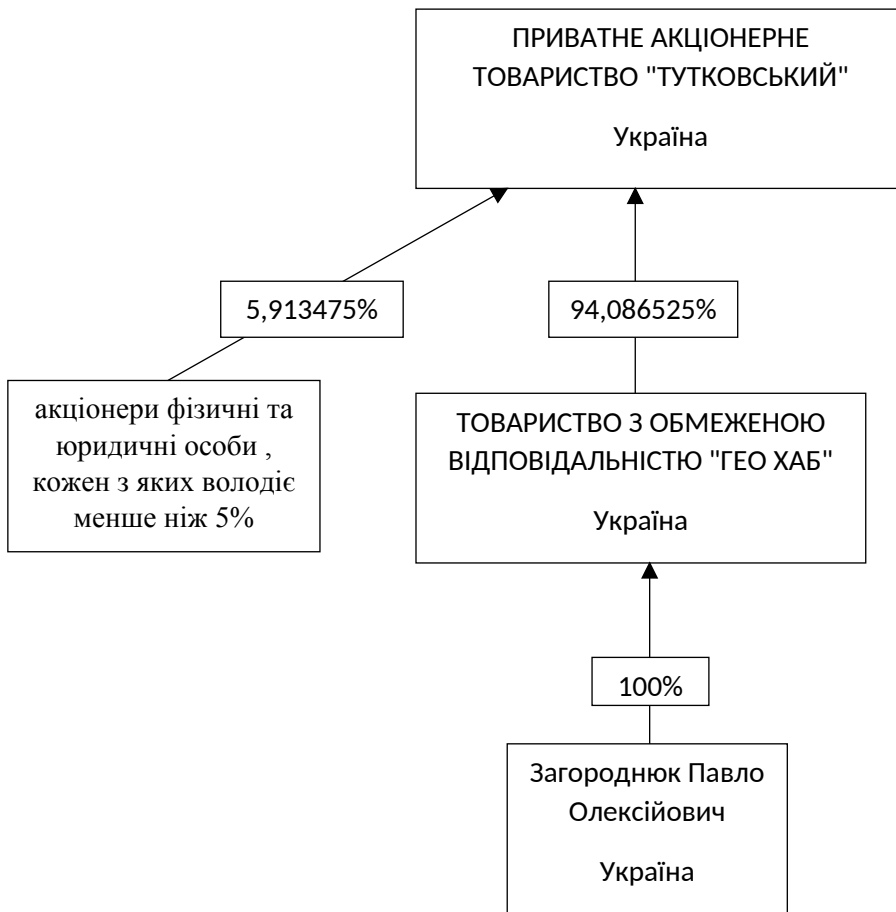 ПРИВАТНЕ АКЦІОНЕРНЕ
ТОВАРИСТВО "ТУТКОВСЬКИЙ"
Україна
5,913475%
94,086525%
акціонери фізичні та
юридичні особи ,
кожен з яких володіє
менше ніж 5%
ТОВАРИСТВО З ОБМЕЖЕНОЮ
ВІДПОВІДАЛЬНІСТЮ "ГЕО ХАБ"
Україна
100%
Загороднюк Павло
Олексійович
Україна